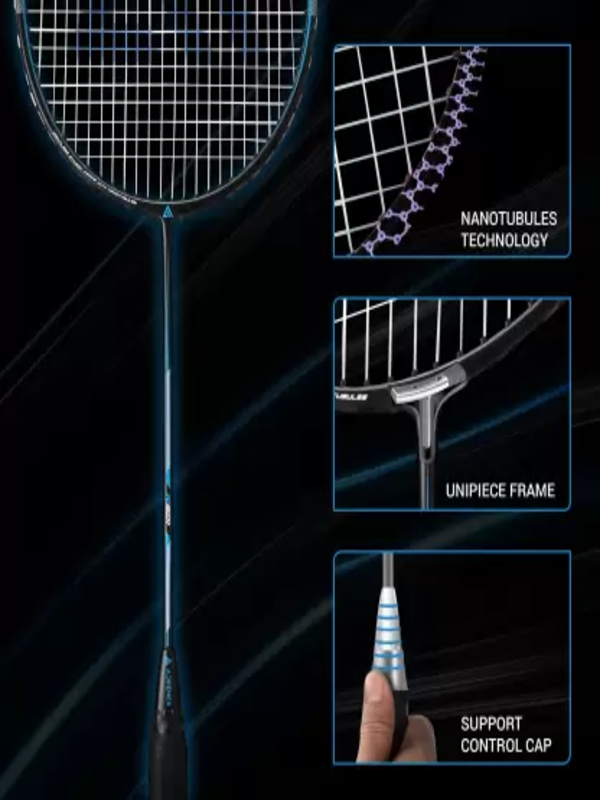 NANOTUBULES
TECHNOLOGY
UNIPIECE FRAME
SUPPORT
CONTROL CAP